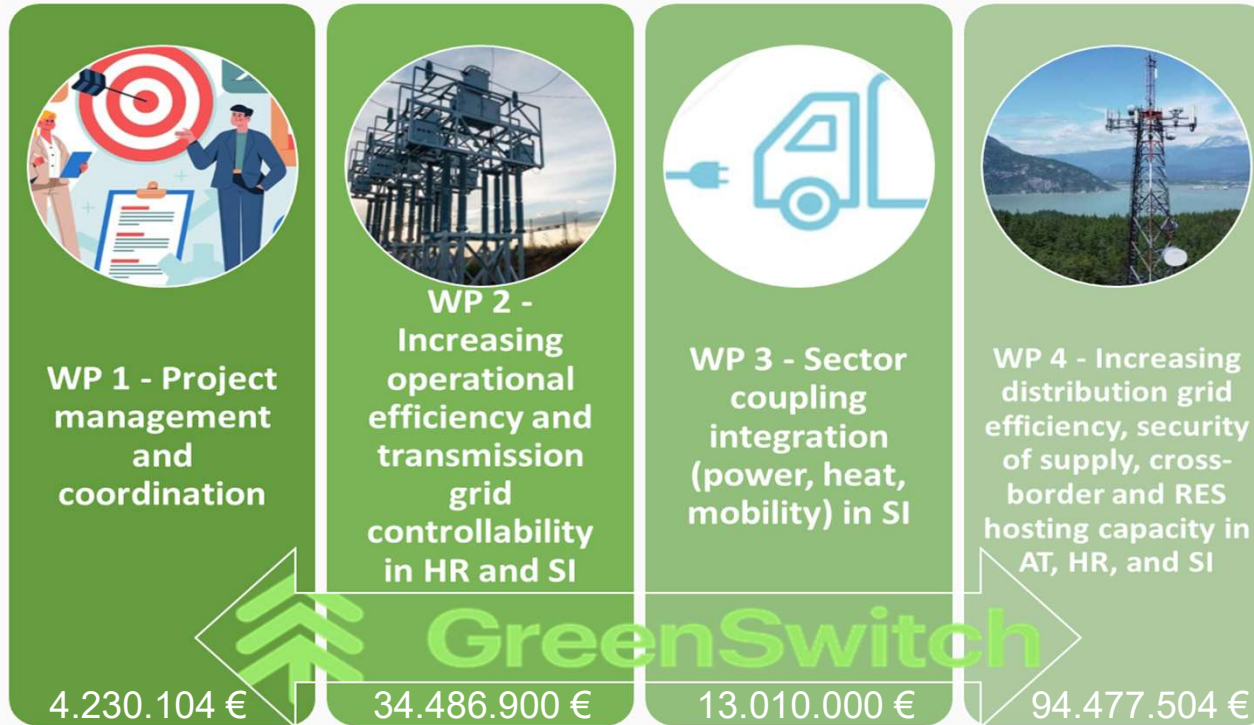 WP 1 - Project
management
and
coordination
WP 2 -
Increasing
operational
efficiency and
transmission
grid
controllability
in HR and SI
WP 3 - Sector
coupling
integration
(power, heat,
mobility) in SI
WP 4 - Increasing
distribution grid
efficiency, security
of supply, cross-
border and RES
hosting capacity in
AT, HR, and SI
GreenSwitch
4.230.104 €
34.486.900 €
13.010.000 €
94.477.504 €